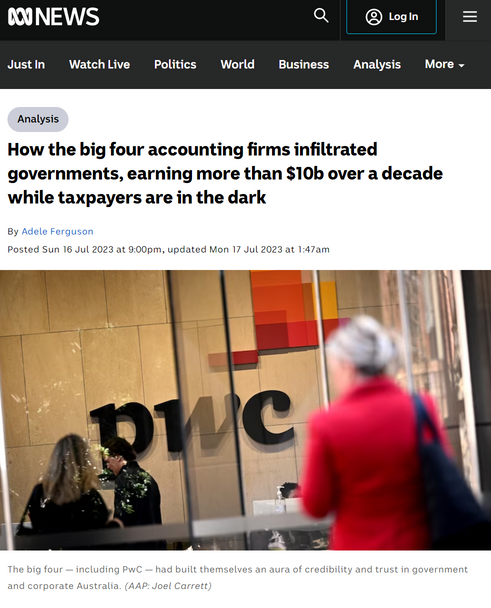 NEWS
Log In
Just In Watch Live Politics World Business Analysis More
Analysis
How the big four accounting firms infiltrated
governments, earning more than $10b over a decade
while taxpayers are in the dark
By Adele Ferguson
Posted Sun 16 Jul 2023 at 9:00pm, updated Mon 17 Jul 2023 at 1:47am
pwc
The big four — including PwC — had built themselves an aura of credibility and trust in government
and corporate Australia. (AAP: Joel Carrett)